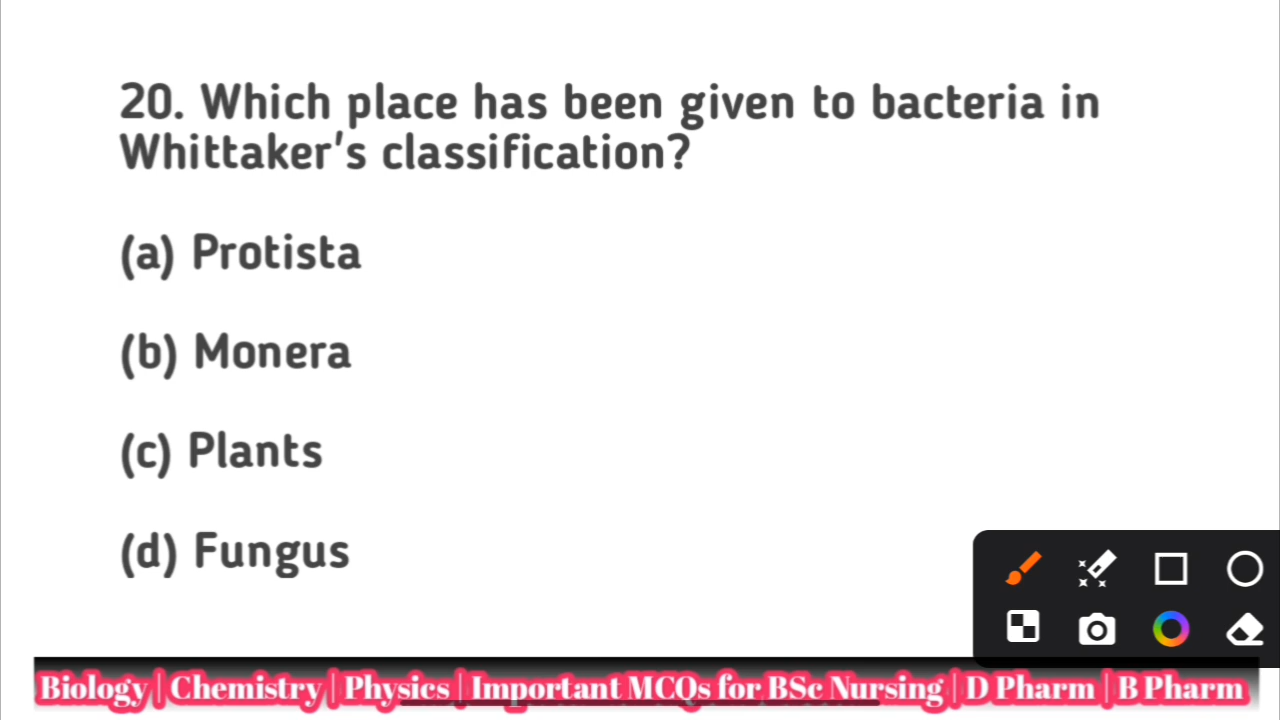 20. Which place has been given to bacteria in
Whittaker's classification?
(a) Protista
(b) Monera
(c) Plants
(d) Fungus
Biology | Chemistry | Physics | Important MCQs for BSc Nursing | D Pharm | B Pharm